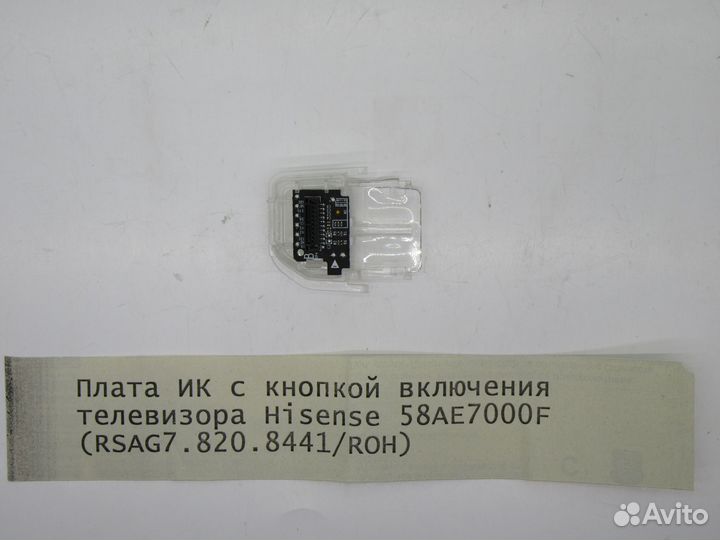 Плата ИК с кнопкой включения
телевизора Hisense 58AE7000F
(RSAG7.820.8441/ROH)
Avito